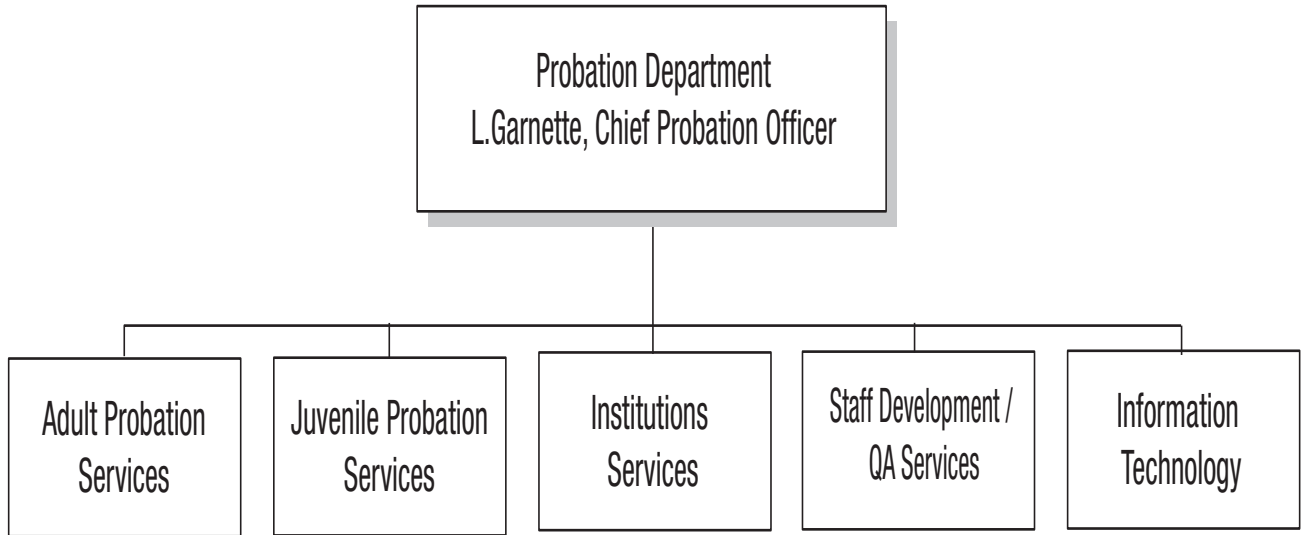 Probation Department
L.Garnette, Chief Probation Officer
Adult Probation
Services
Juvenile Probation
Services
Institutions
Services
Staff Development /
QA Services
Information
Technology